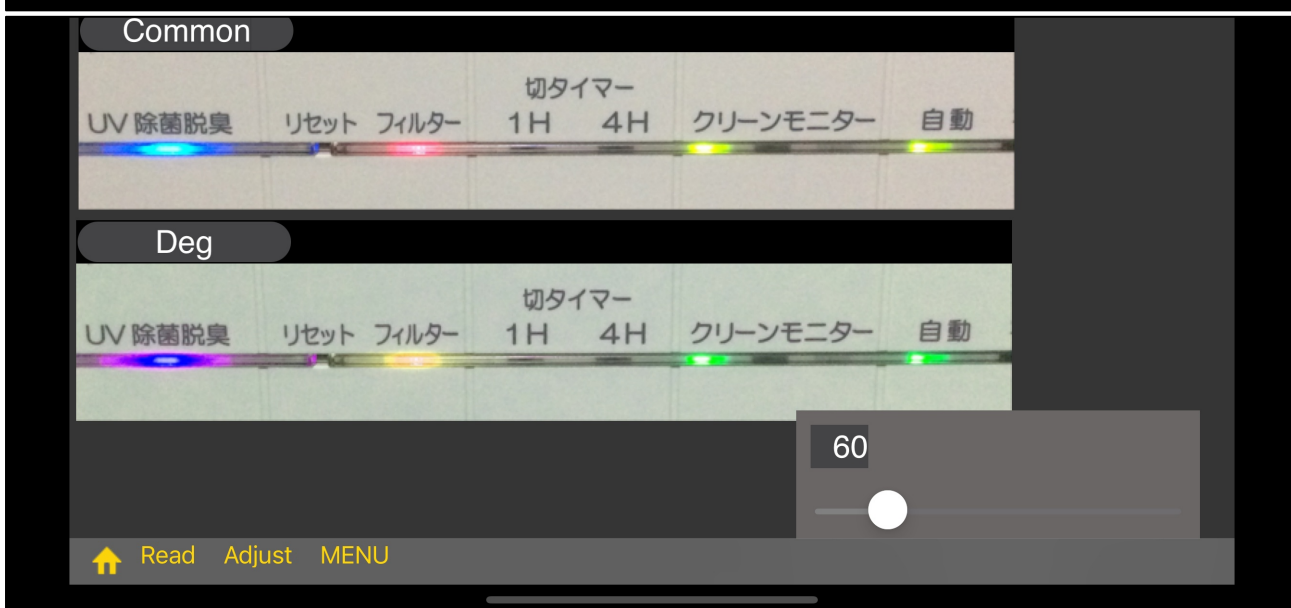 Common
切タイマー
UV 除菌脱臭 リセット フィルター 1H 4H クリーンモニター 自動
Deg
切タイマー
UV 除菌脱臭 リセット フィルター 1H 4H クリーンモニター 自動
60
Read Adjust MENU